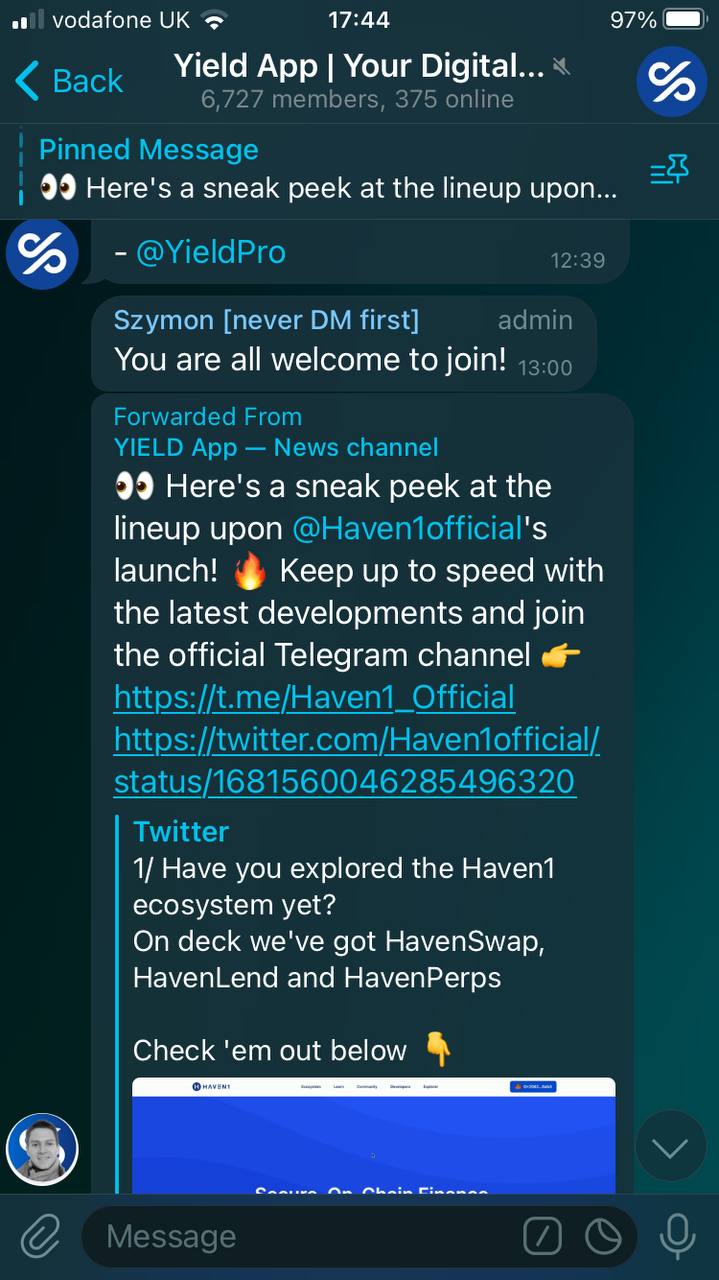 vodafone UK 17:44 97%
Back Yield App | Your Digital...
6,727 members, 375 online
Pinned Message
👀 Here's a sneak peek at the lineup upon...
- @YieldPro 12:39
Szymon [never DM first] admin
You are all welcome to join! 13:00
Forwarded From
YIELD App — News channel
👀 Here's a sneak peek at the
lineup upon @Haven1official's
launch! 🔥 Keep up to speed with
the latest developments and join
the official Telegram channel 👉
https://t.me/Haven1_Official
https://twitter.com/Haven1official/
status/1681560046285496320
Twitter
1/ Have you explored the Haven1
ecosystem yet?
On deck we've got HavenSwap,
HavenLend and HavenPerps
Check 'em out below 👇
HAVEN1 Ecosystem Learn Community Developers Explorer
Secure, On-Chain Finance
Message